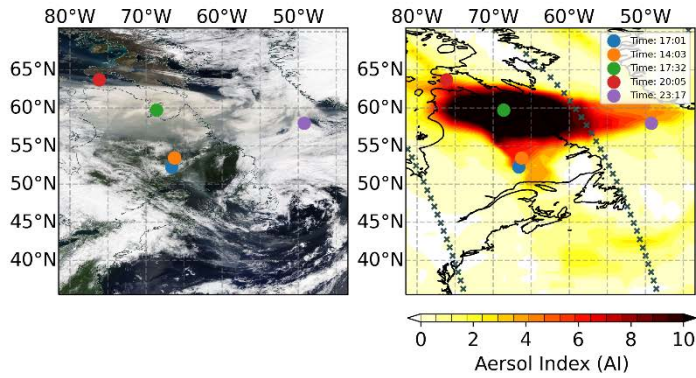 80°W 70°W 60°W 50°W
80°W 70°W 60°W 50°W
65°N
60°N
55°N
50°N
45°N
40°N
65°N
60°N
55°N
50°N
45°N
40°N
Time: 17:01
Time: 14:03
Time: 17:32
Time: 20:05
Time: 23:17
0 2 4 6 8 10
Aersol Index (AI)